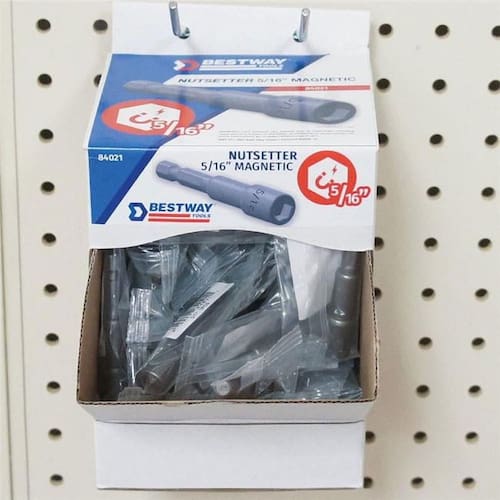 BESTWAY
TOOLS
NUTSETTER 5/16" MAGNETIC
84021
5/16"
84021
NUTSETTER
5/16" MAGNETIC
5/16"
BESTWAY
TOOLS